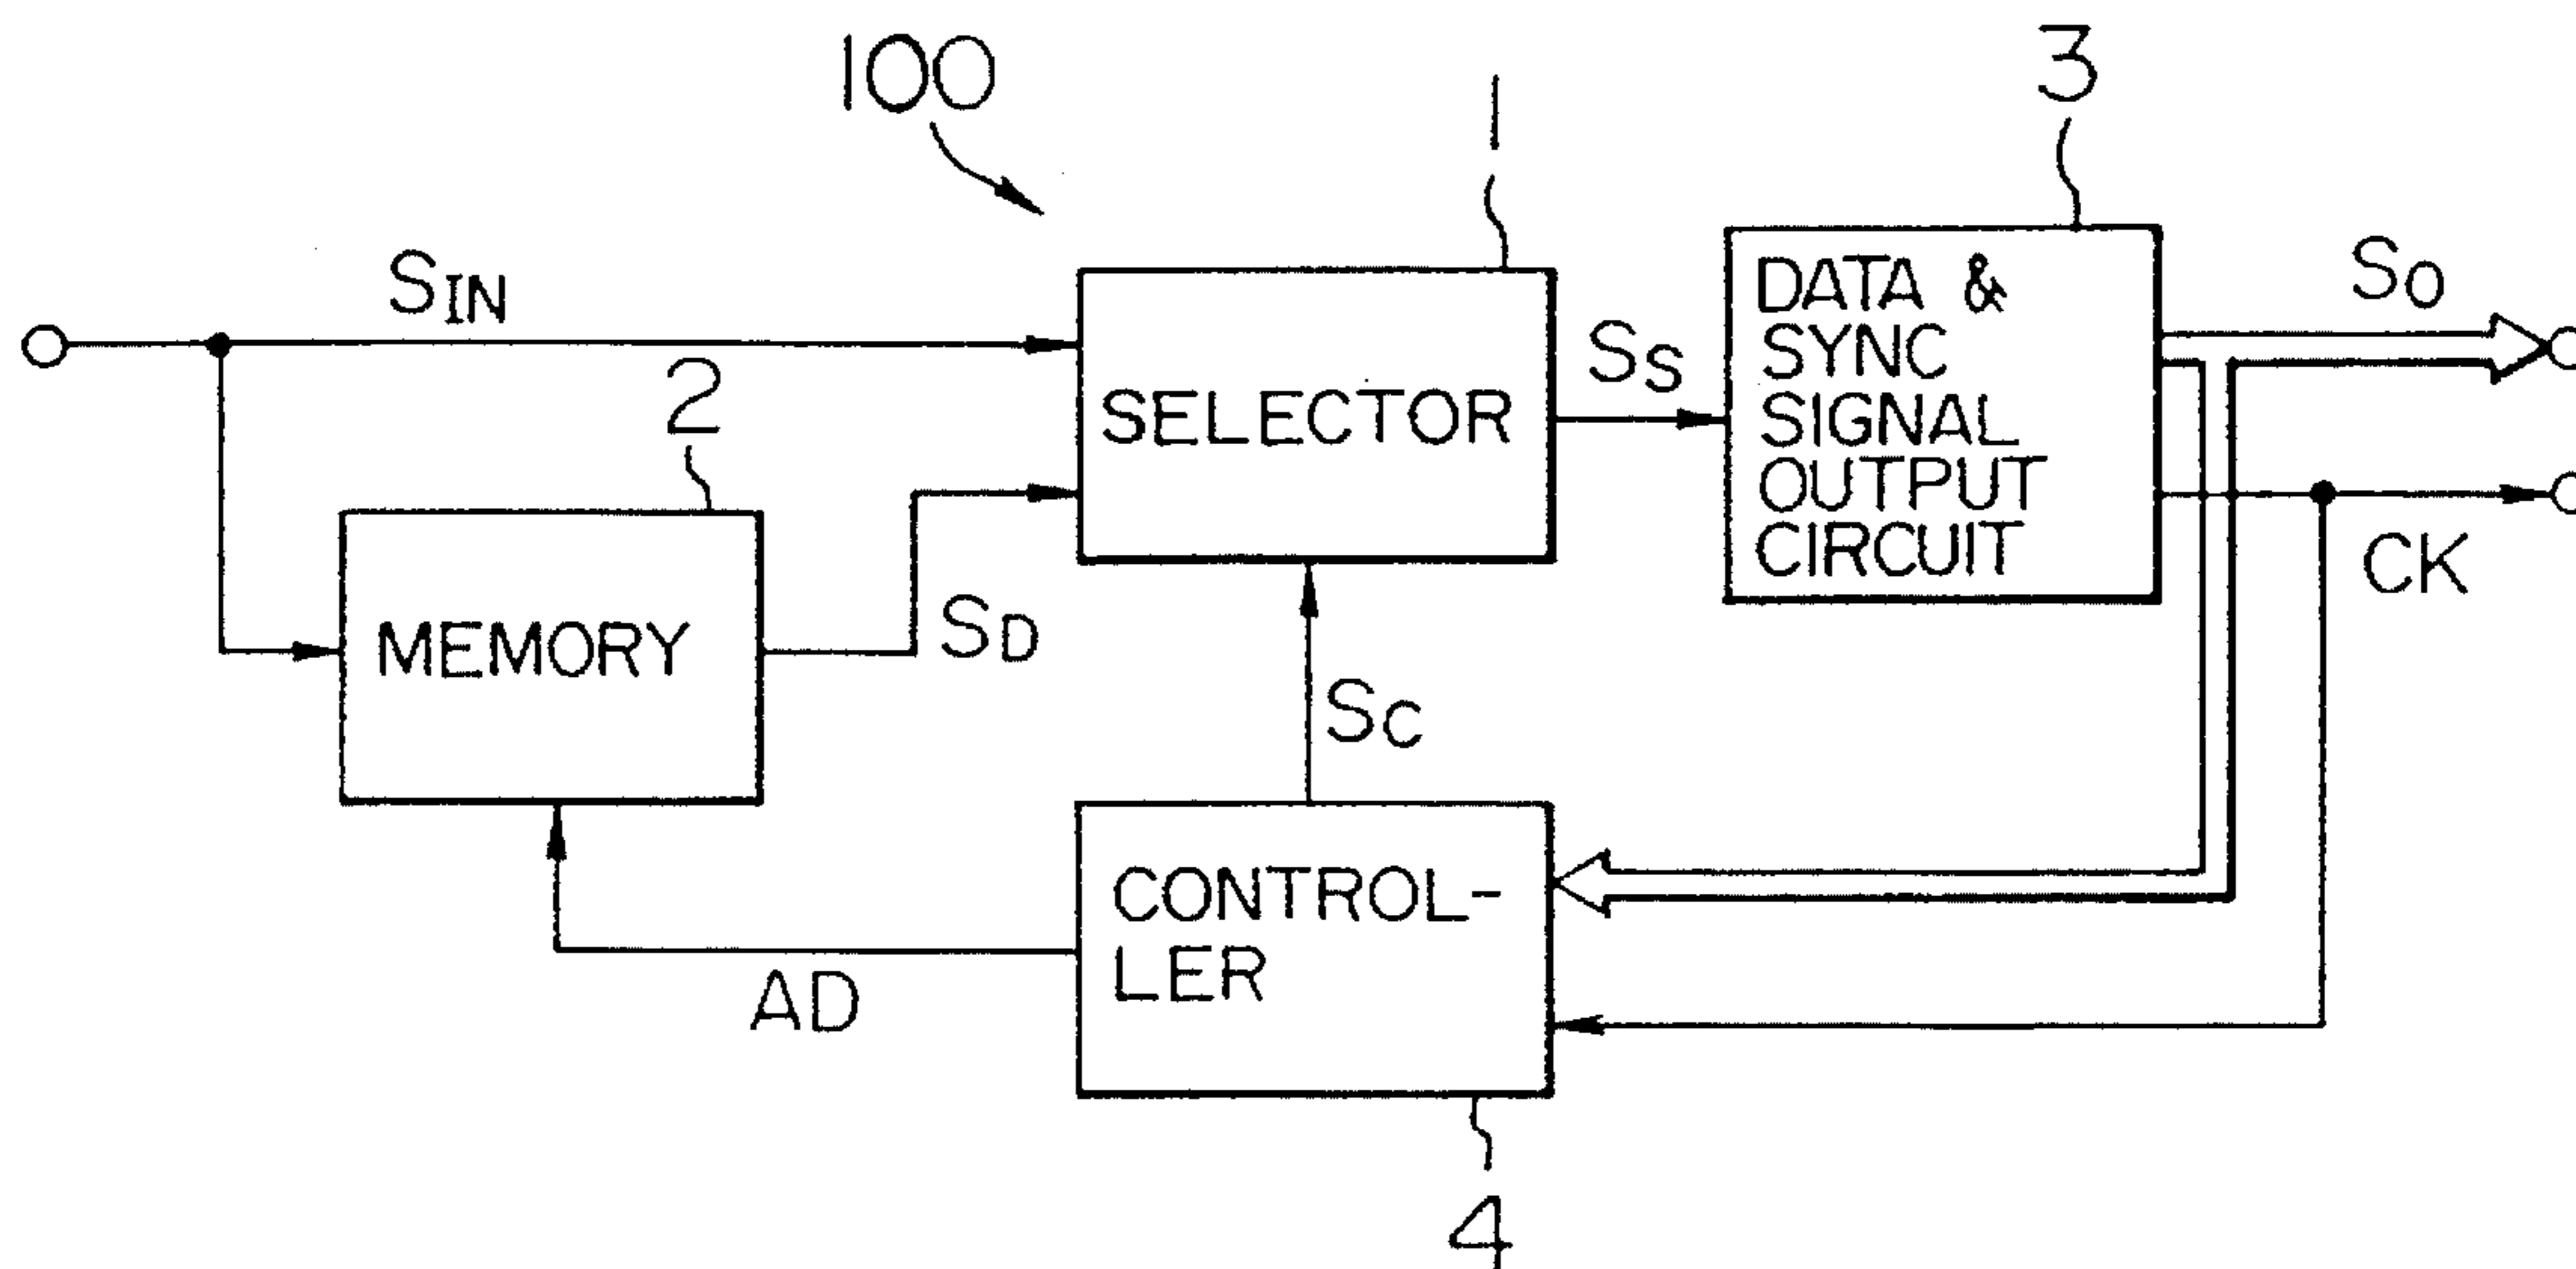 100
1
3
SIN
2
SELECTOR
SS
DATA &
SYNC
SIGNAL
OUTPUT
CIRCUIT
SO
CK
MEMORY
SD
SC
CONTROL-
LER
AD
4